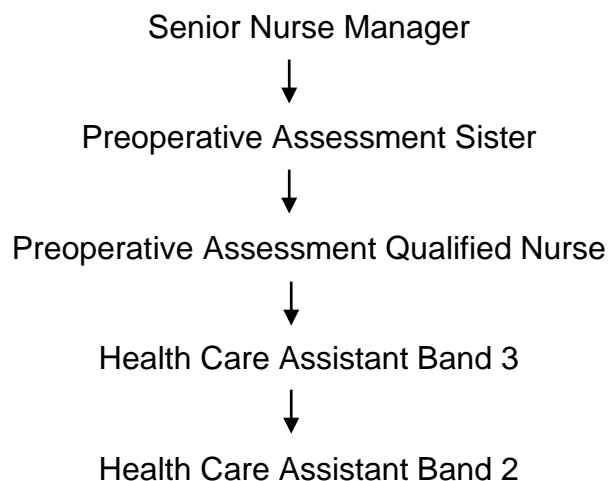 Senior Nurse Manager
Preoperative Assessment Sister
Preoperative Assessment Qualified Nurse
Health Care Assistant Band 3
Health Care Assistant Band 2